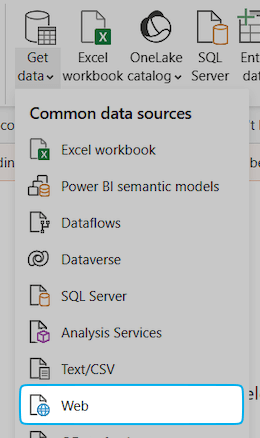 Get
data
Excel
workbook
OneLake
catalog
SQL
Server
Common data sources
Excel workbook
Power BI semantic models
Dataflows
Dataverse
SQL Server
Analysis Services
Text/CSV
Web